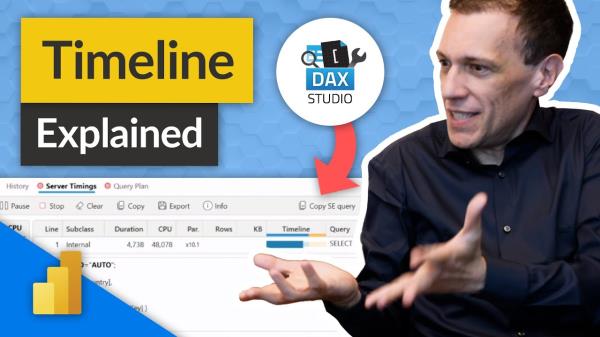 Timeline
Explained
DAX
STUDIO
History Server Timings Query Plan
Pause Stop Clear Copy Export Info Copy SE query
CPU Line Subclass Duration CPU Par. Rows KB Timeline Query
1 Internal 4,738 48,078 x10.1 SELECT
"AUTO";